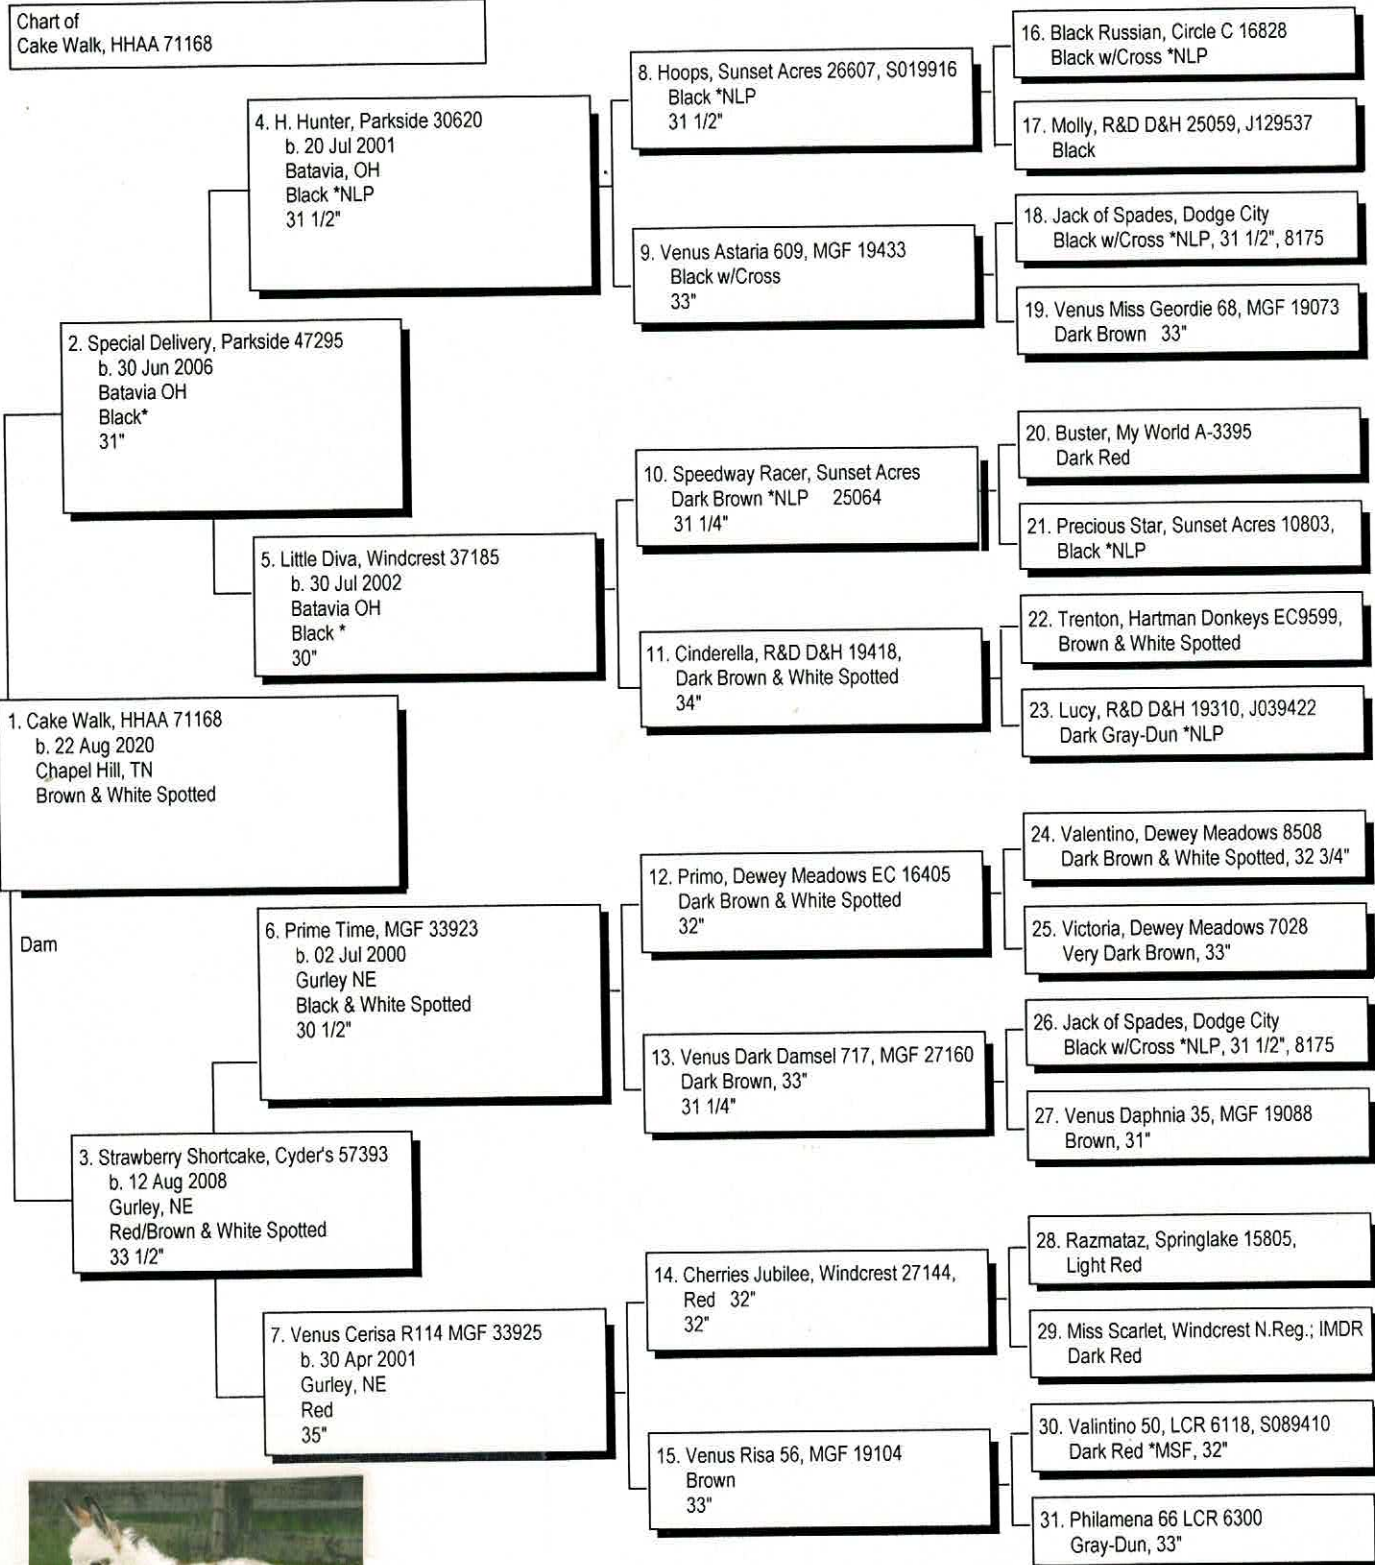 Chart of
Cake Walk, HHAA 71168
16. Black Russian, Circle C 16828
Black w/Cross *NLP
8. Hoops, Sunset Acres 26607, S019916
Black *NLP
31 1/2"
17. Molly, R&D D&H 25059, J129537
Black
4. H. Hunter, Parkside 30620
b. 20 Jul 2001
Batavia, OH
Black *NLP
31 1/2"
18. Jack of Spades, Dodge City
Black w/Cross *NLP, 31 1/2", 8175
9. Venus Astaria 609, MGF 19433
Black w/Cross
33"
19. Venus Miss Geordie 68, MGF 19073
Dark Brown 33"
2. Special Delivery, Parkside 47295
b. 30 Jun 2006
Batavia OH
Black*
31"
20. Buster, My World A-3395
Dark Red
10. Speedway Racer, Sunset Acres
Dark Brown *NLP 25064
31 1/4"
21. Precious Star, Sunset Acres 10803,
Black *NLP
5. Little Diva, Windcrest 37185
b. 30 Jul 2002
Batavia OH
Black *
30"
22. Trenton, Hartman Donkeys EC9599,
Brown & White Spotted
11. Cinderella, R&D D&H 19418,
Dark Brown & White Spotted
34"
23. Lucy, R&D D&H 19310, J039422
Dark Gray-Dun *NLP
1. Cake Walk, HHAA 71168
b. 22 Aug 2020
Chapel Hill, TN
Brown & White Spotted
24. Valentino, Dewey Meadows 8508
Dark Brown & White Spotted, 32 3/4"
12. Primo, Dewey Meadows EC 16405
Dark Brown & White Spotted
32"
25. Victoria, Dewey Meadows 7028
Very Dark Brown, 33"
Dam
6. Prime Time, MGF 33923
b. 02 Jul 2000
Gurley NE
Black & White Spotted
30 1/2"
26. Jack of Spades, Dodge City
Black w/Cross *NLP, 31 1/2", 8175
13. Venus Dark Damsel 717, MGF 27160
Dark Brown, 33"
31 1/4"
27. Venus Daphnia 35, MGF 19088
Brown, 31"
3. Strawberry Shortcake, Cyder's 57393
b. 12 Aug 2008
Gurley, NE
Red/Brown & White Spotted
33 1/2"
28. Razmataz, Springlake 15805,
Light Red
14. Cherries Jubilee, Windcrest 27144,
Red 32"
32"
29. Miss Scarlet, Windcrest N.Reg.; IMDR
Dark Red
7. Venus Cerisa R114 MGF 33925
b. 30 Apr 2001
Gurley, NE
Red
35"
30. Valintino 50, LCR 6118, S089410
Dark Red *MSF, 32"
15. Venus Risa 56, MGF 19104
Brown
33"
31. Philamena 66 LCR 6300
Gray-Dun, 33"